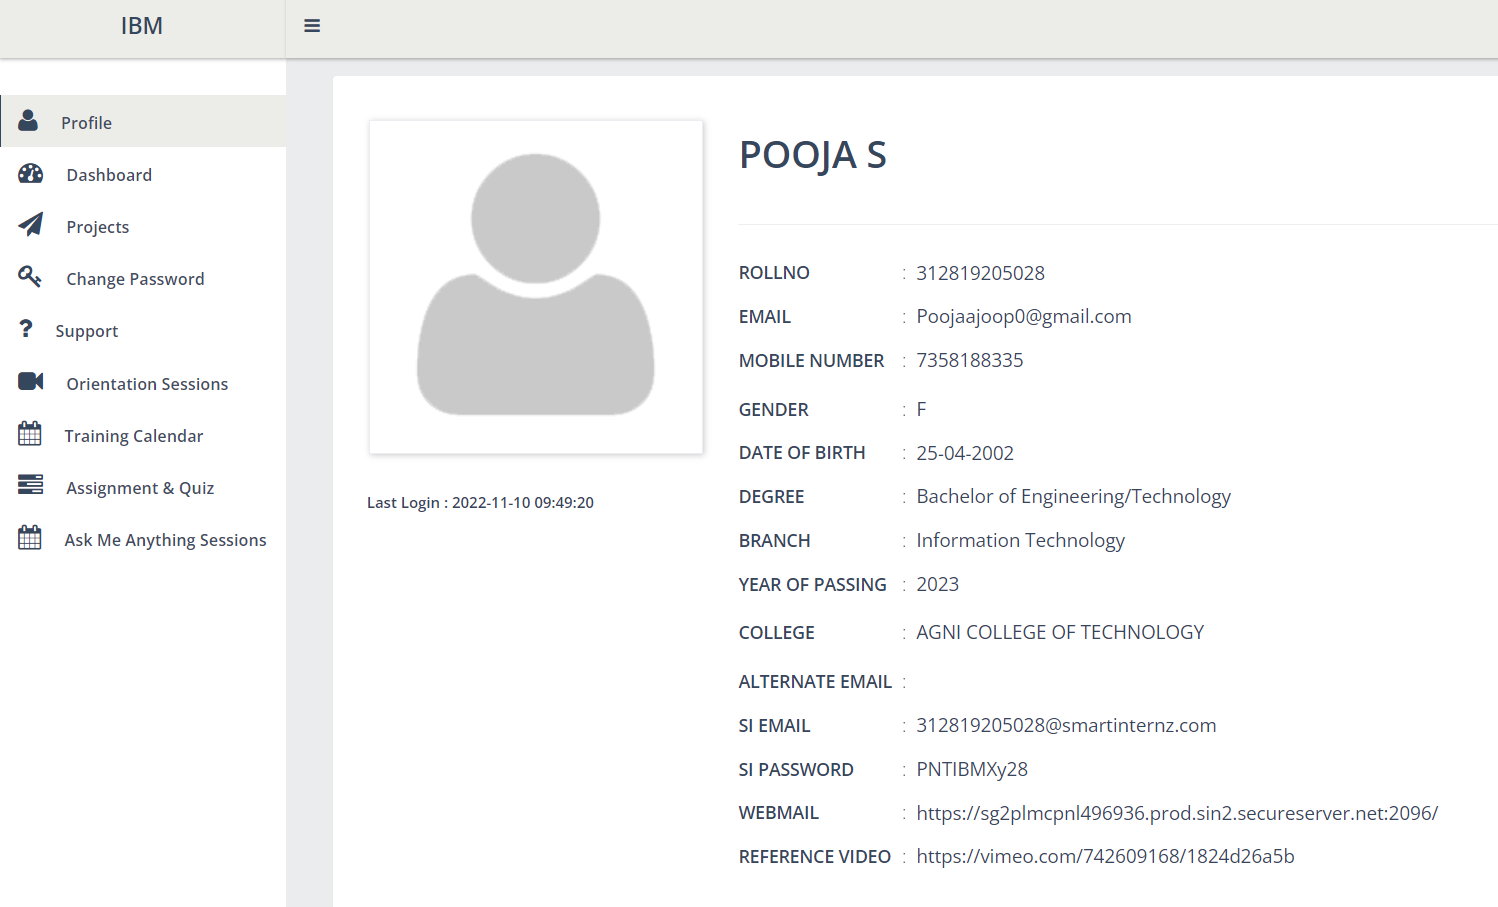 IBM
Profile
Dashboard
Projects
Change Password
? Support
Orientation Sessions
Training Calendar
Assignment & Quiz
Ask Me Anything Sessions
Last Login : 2022-11-10 09:49:20
POOJA S
ROLLNO : 312819205028
EMAIL : Poojaajoop0@gmail.com
MOBILE NUMBER : 7358188335
GENDER : F
DATE OF BIRTH : 25-04-2002
DEGREE : Bachelor of Engineering/Technology
BRANCH : Information Technology
YEAR OF PASSING : 2023
COLLEGE : AGNI COLLEGE OF TECHNOLOGY
ALTERNATE EMAIL :
SI EMAIL : 312819205028@smartinternz.com
SI PASSWORD : PNTIBMXy28
WEBMAIL : https://sg2plmcpnl496936.prod.sin2.secureserver.net:2096/
REFERENCE VIDEO : https://vimeo.com/742609168/1824d26a5b